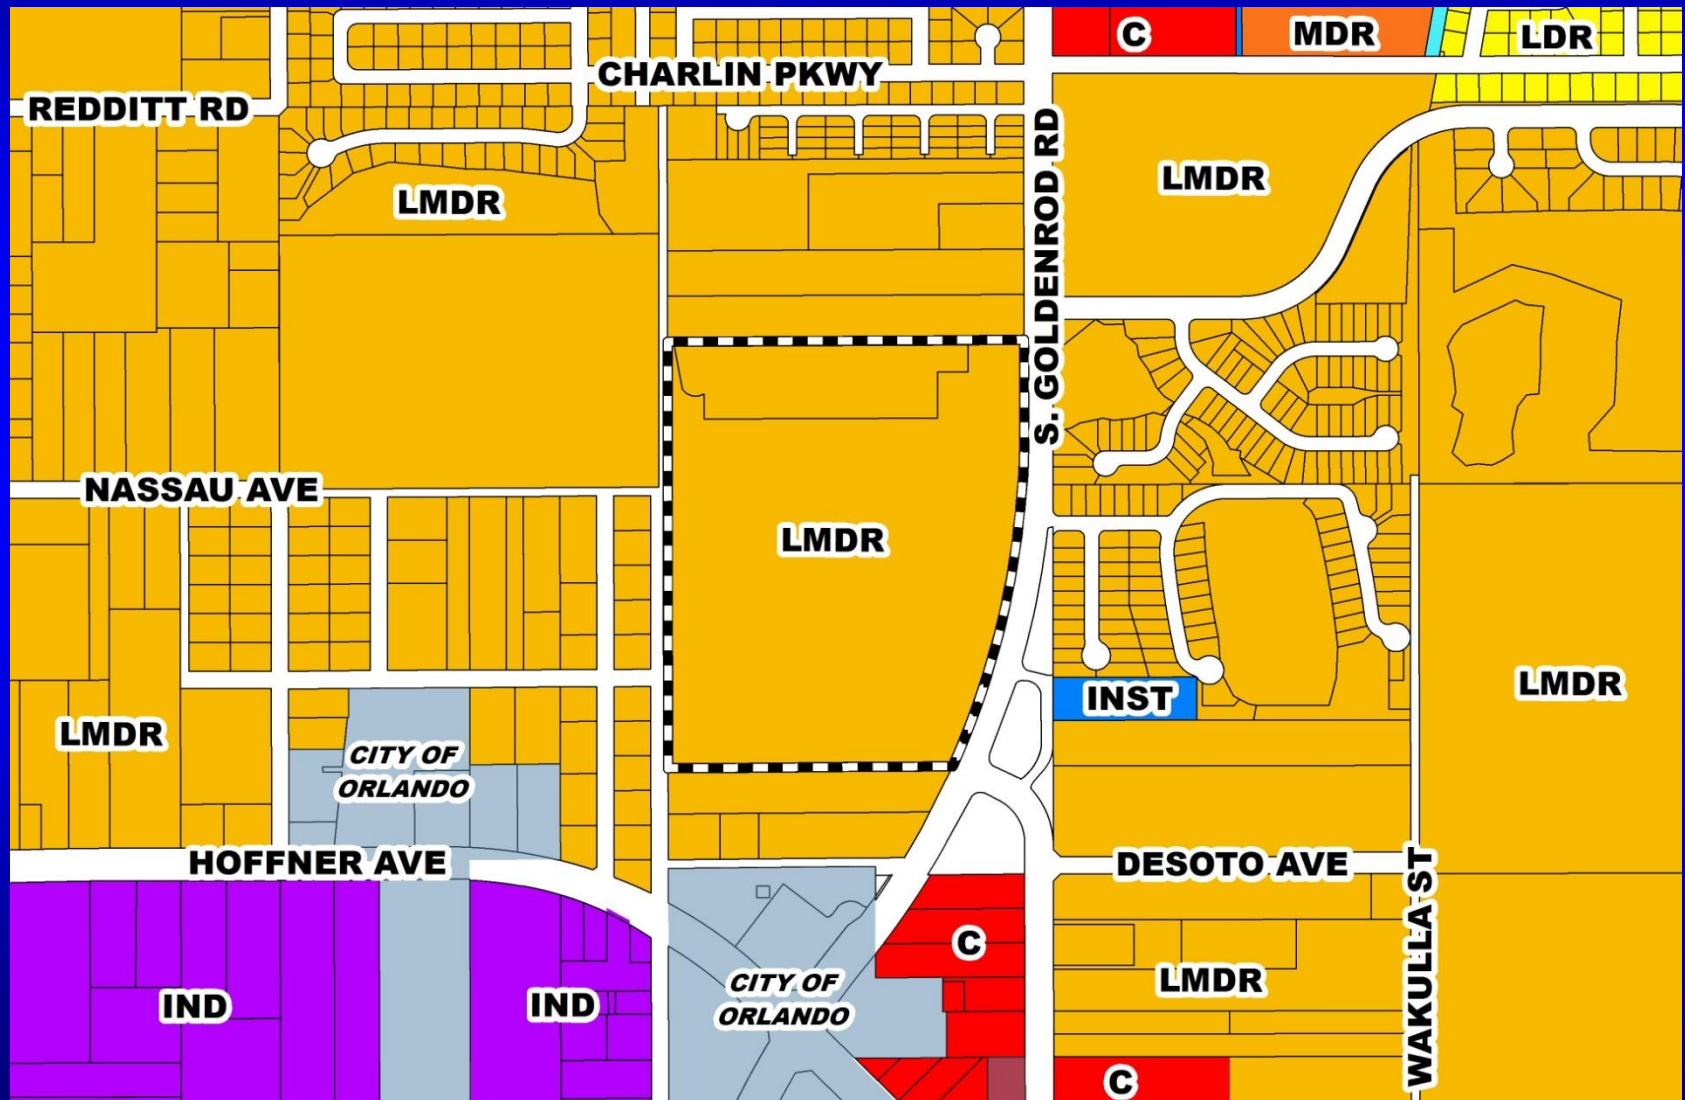 C
MDR
LDR
CHARLIN PKWY
REDDITT RD
S. GOLDENROD RD
LMDR
LMDR
NASSAU AVE
LMDR
LMDR
INST
LMDR
CITY OF
ORLANDO
HOFFNER AVE
DESOTO AVE
WAKULLA ST
C
LMDR
CITY OF
ORLANDO
IND
IND
C